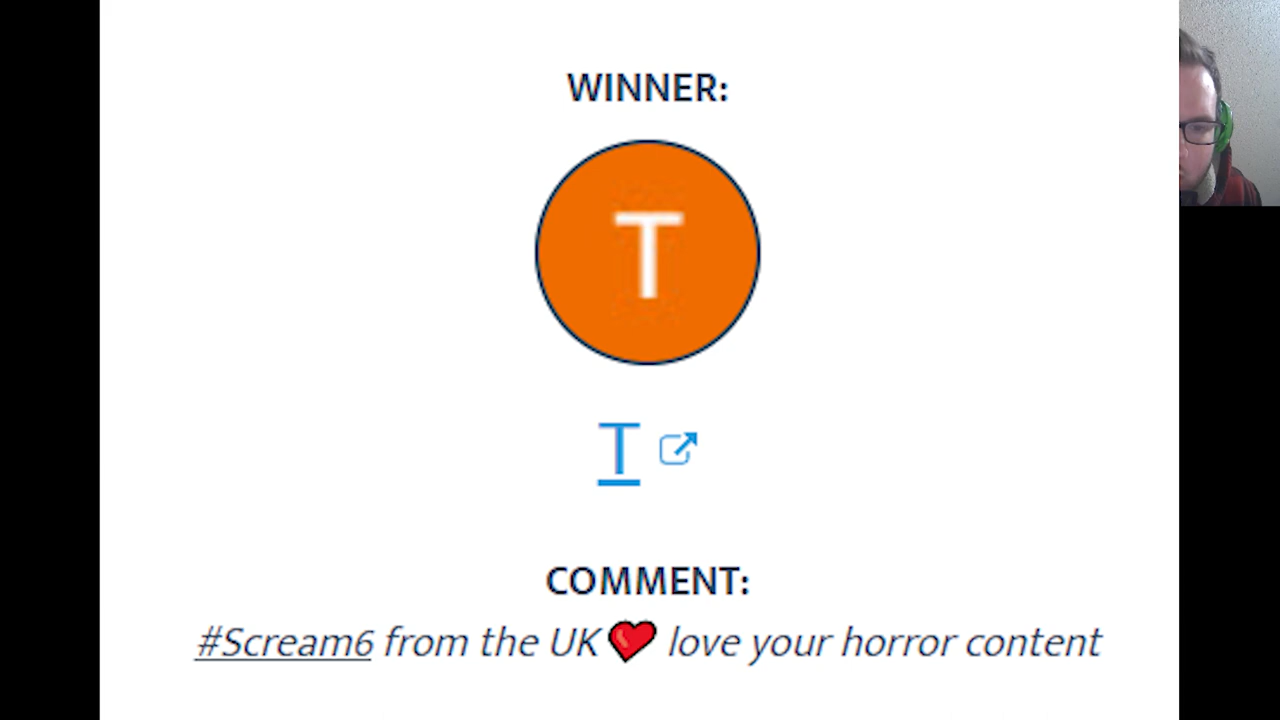 WINNER:
T
T
COMMENT:
#Scream6 from the UK ❤ love your horror content